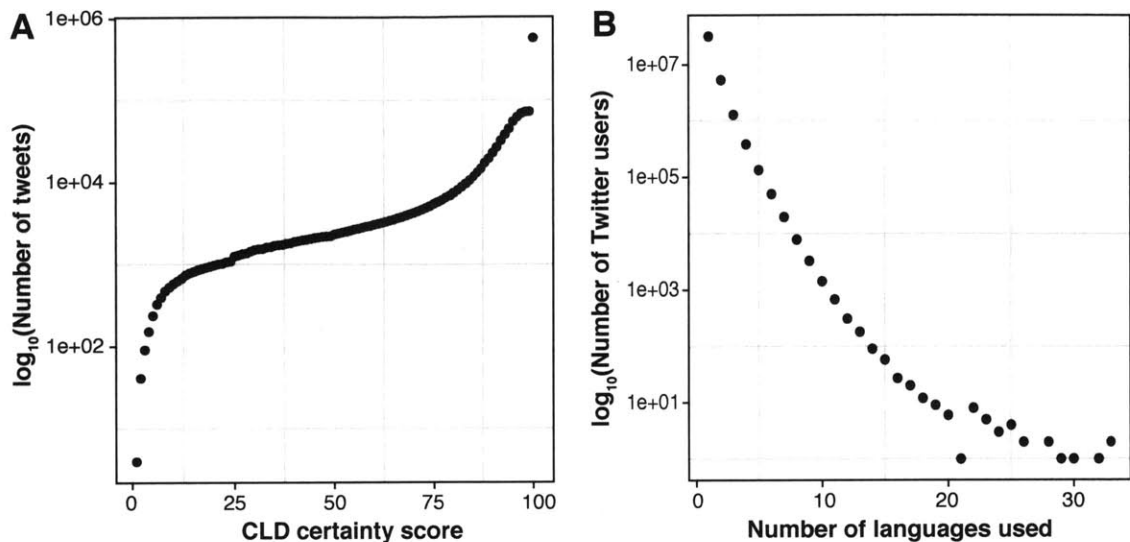 A
log₁₀(Number of tweets)
1e+06
1e+04
1e+02
0 25 50 75 100
CLD certainty score
B
log₁₀(Number of Twitter users)
1e+07
1e+05
1e+03
1e+01
0 10 20 30
Number of languages used